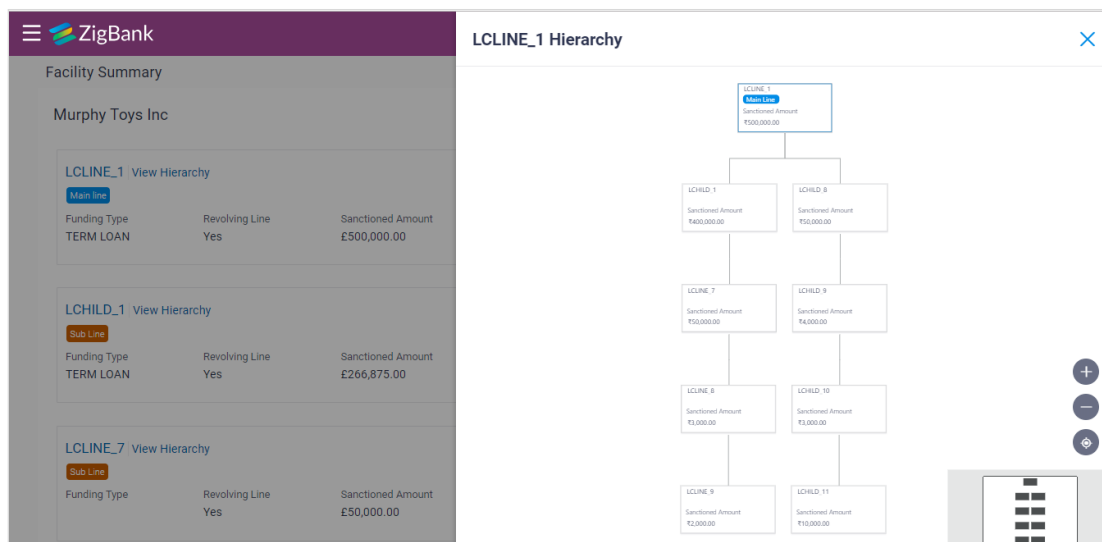 ZigBank
Facility Summary
Murphy Toys Inc
LCLINE_1 View Hierarchy
Main line
Funding Type Revolving Line Sanctioned Amount
TERM LOAN Yes £500,000.00
LCHILD_1 View Hierarchy
Sub Line
Funding Type Revolving Line Sanctioned Amount
TERM LOAN Yes £266,875.00
LCLINE_7 View Hierarchy
Sub Line
Funding Type Revolving Line Sanctioned Amount
Yes £50,000.00
LCLINE_1 Hierarchy
LCLINE_1
Main Line
Sanctioned Amount
₹500,000.00
LCHILD_1 LCHILD_8
Sanctioned Amount Sanctioned Amount
₹400,000.00 ₹50,000.00
LCLINE_7 LCHILD_9
Sanctioned Amount Sanctioned Amount
₹50,000.00 ₹4,000.00
LCLINE_8 LCHILD_10
Sanctioned Amount Sanctioned Amount
₹3,000.00 ₹3,000.00
LCLINE_9 LCHILD_11
Sanctioned Amount Sanctioned Amount
₹2,000.00 ₹10,000.00